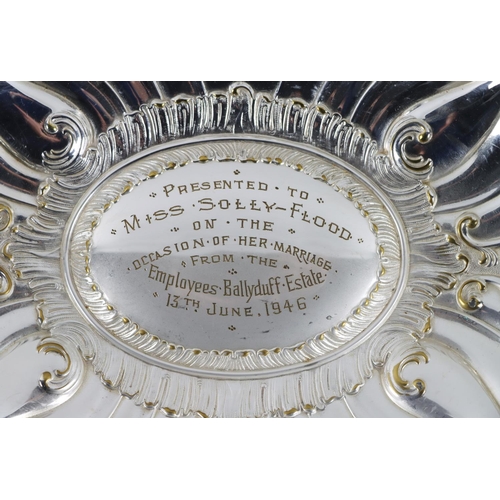 PRESENTED · TO
MISS · SOLLY-FLOOD
ON · THE
OCCASION · OF · HER · MARRIAGE
FROM · THE
Employees · Ballyduff · Estate
13TH JUNE, 1946